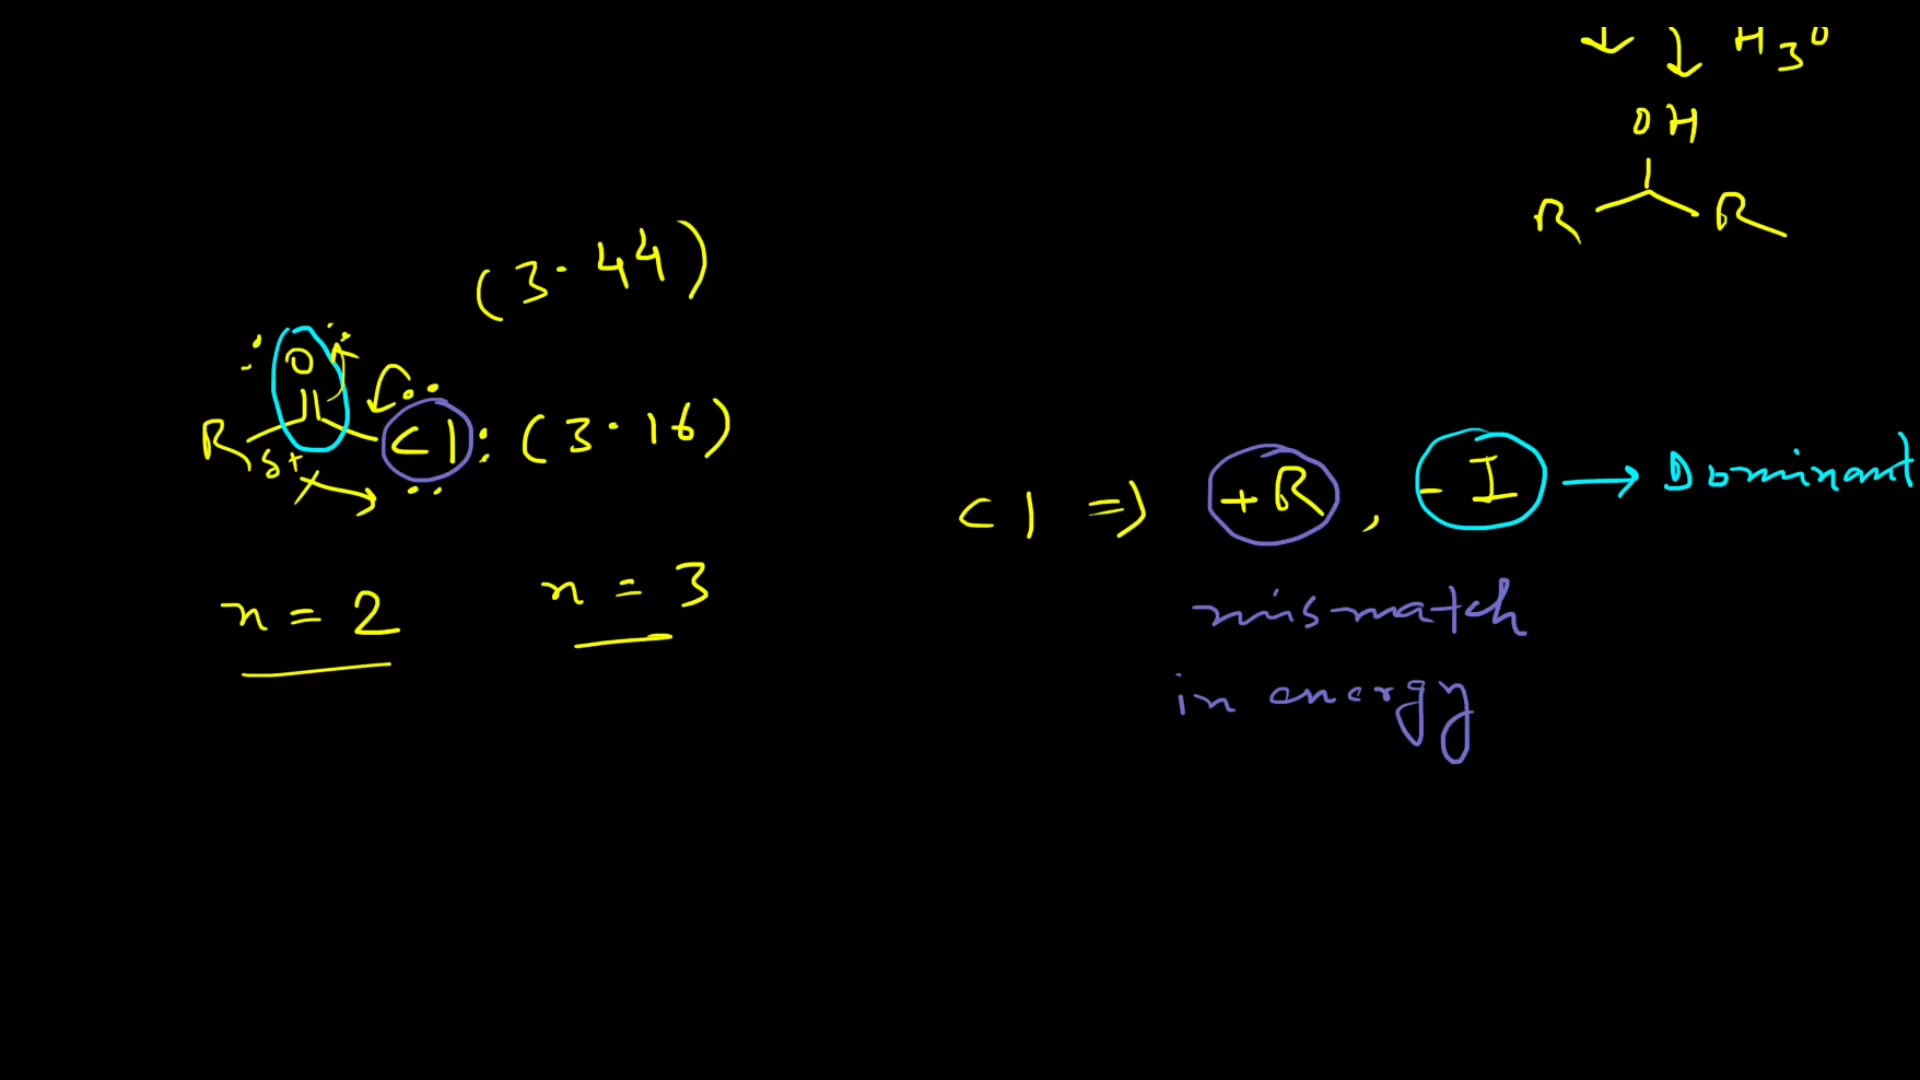 H3O
OH
R R
(3.44)
O
R Cl : (3.16)
δ+
Cl ⇒ +R , -I → Dominant
n = 2 n = 3
mismatch
in energy